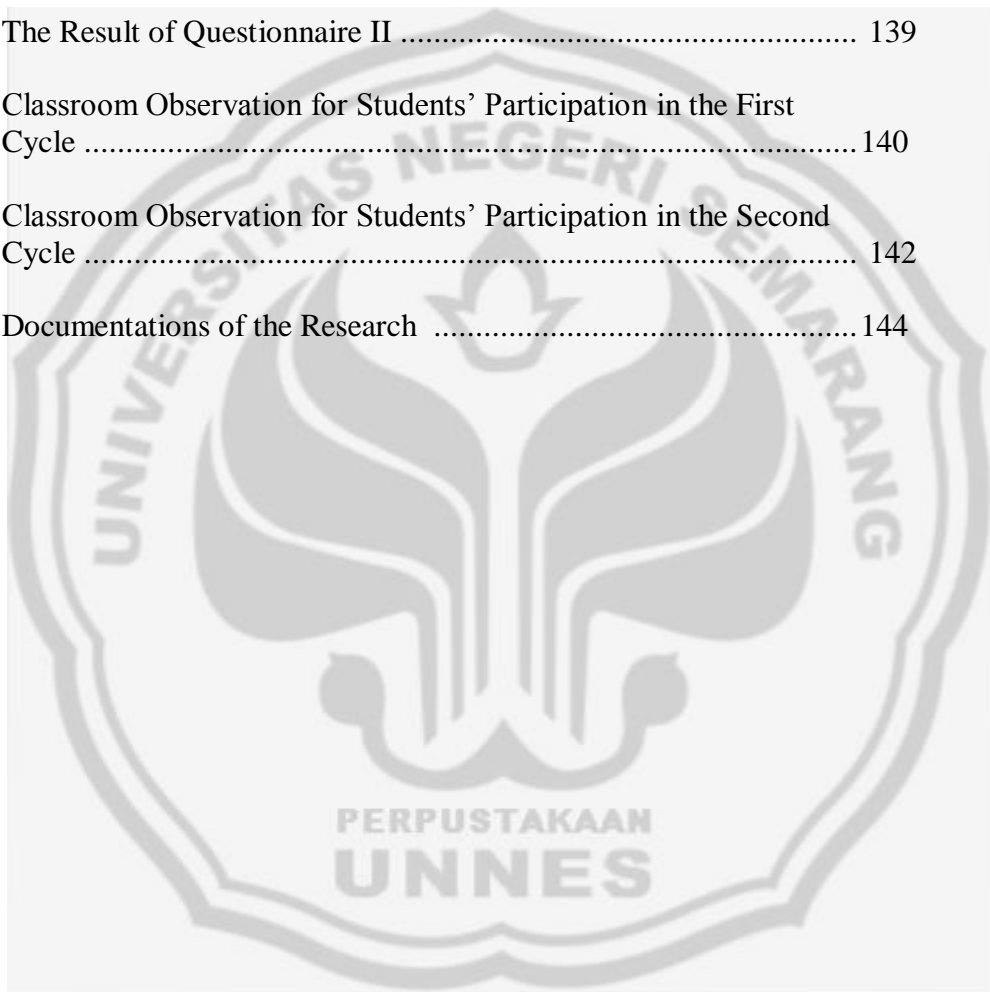 The Result of Questionnaire II ........................................................ 139
Classroom Observation for Students’ Participation in the First
Cycle ............................................................................................... 140
Classroom Observation for Students’ Participation in the Second
Cycle ............................................................................................... 142
Documentations of the Research .................................................... 144
UNIVERSITAS NEGERI SEMARANG
PERPUSTAKAAN
UNNES